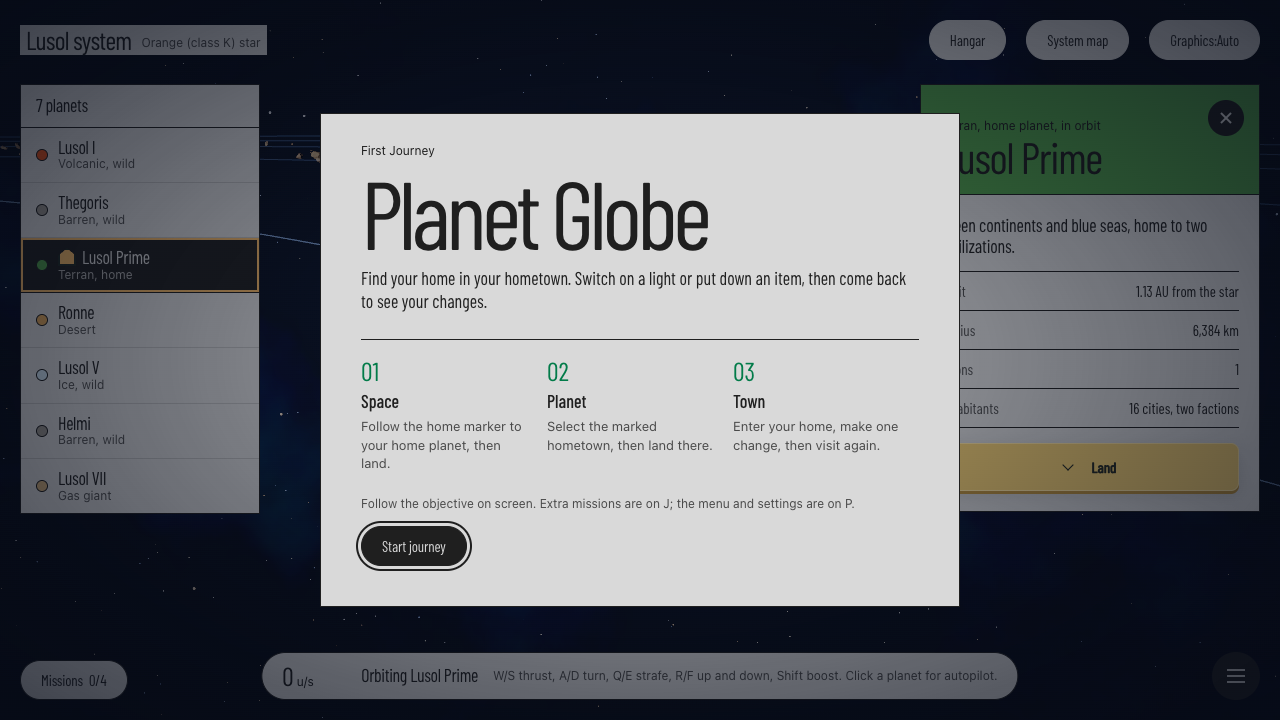 Lusol system Orange (class K) star
Hangar
System map
Graphics:Auto
7 planets
Lusol I
Volcanic, wild
Thegoris
Barren, wild
Lusol Prime
Terran, home
Ronne
Desert
Lusol V
Ice, wild
Helmi
Barren, wild
Lusol VII
Gas giant
First Journey
Planet Globe
Find your home in your hometown. Switch on a light or put down an item, then come back
to see your changes.
01
Space
Follow the home marker to
your home planet, then
land.
02
Planet
Select the marked
hometown, then land there.
03
Town
Enter your home, make one
change, then visit again.
Follow the objective on screen. Extra missions are on J; the menu and settings are on P.
Start journey
home planet, in orbit
Prime
continents and blue seas, home to two
1.13 AU from the star
6,384 km
1
16 cities, two factions
Land
Missions 0/4
0 u/s
Orbiting Lusol Prime
W/S thrust, A/D turn, Q/E strafe, R/F up and down, Shift boost. Click a planet for autopilot.